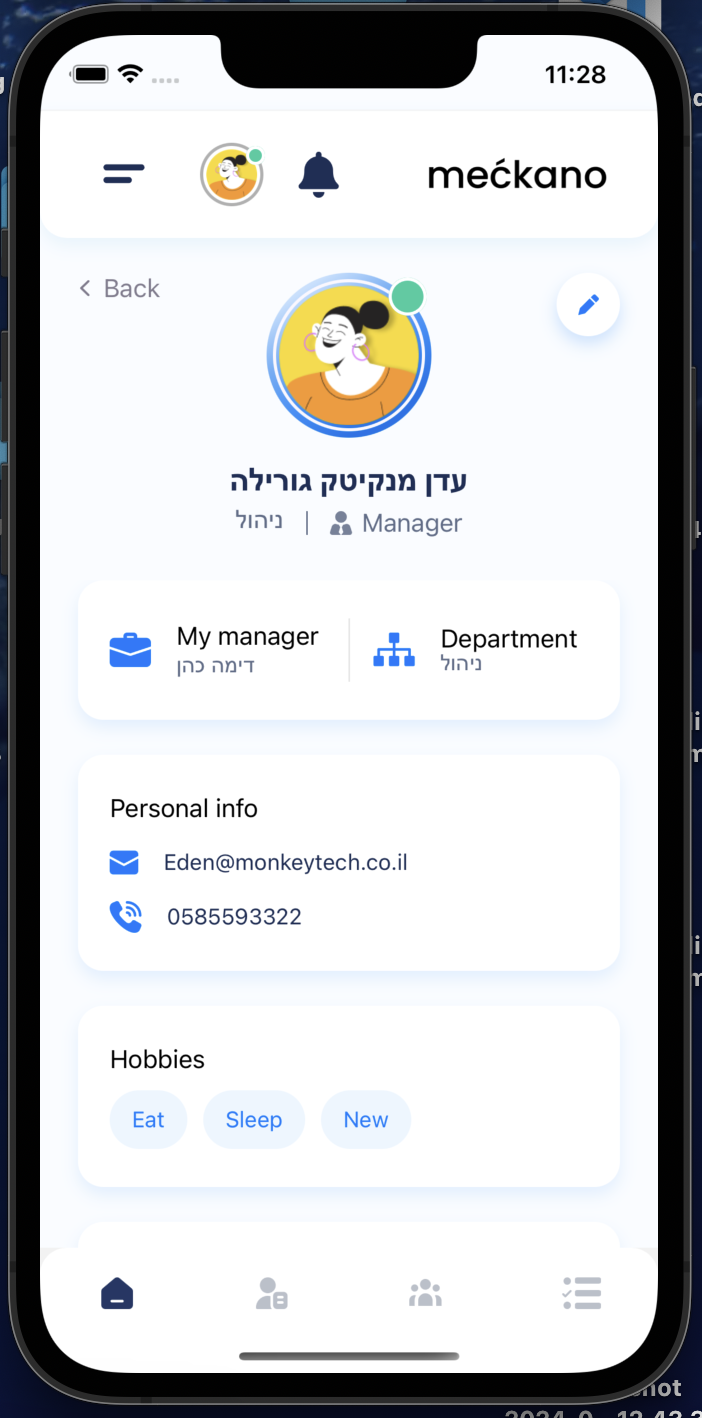 11:28
mećkano
Back
עדן מנקיטק גורילה
ניהול | Manager
My manager
דימה כהן
Department
ניהול
Personal info
Eden@monkeytech.co.il
0585593322
Hobbies
Eat
Sleep
New